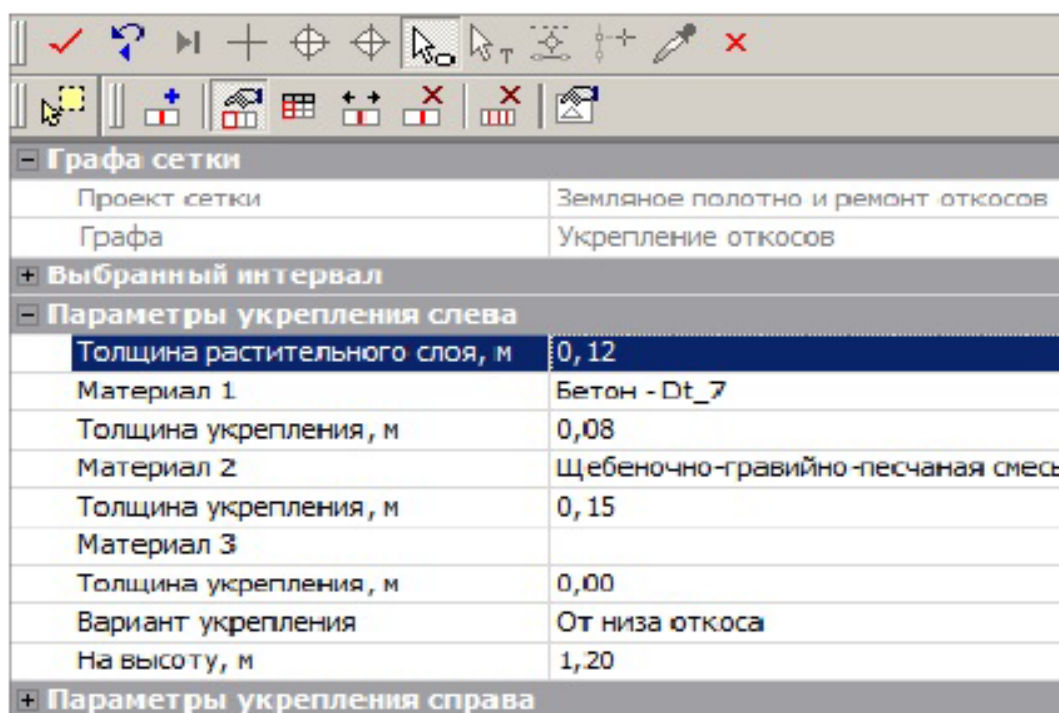 Графа сетки
Проект сетки Земляное полотно и ремонт откосов
Графа Укрепление откосов
Выбранный интервал
Параметры укрепления слева
Толщина растительного слоя, м 0,12
Материал 1 Бетон - Dt_7
Толщина укрепления, м 0,08
Материал 2 Щебеночно-гравийно-песчаная смесь
Толщина укрепления, м 0,15
Материал 3
Толщина укрепления, м 0,00
Вариант укрепления От низа откоса
На высоту, м 1,20
Параметры укрепления справа